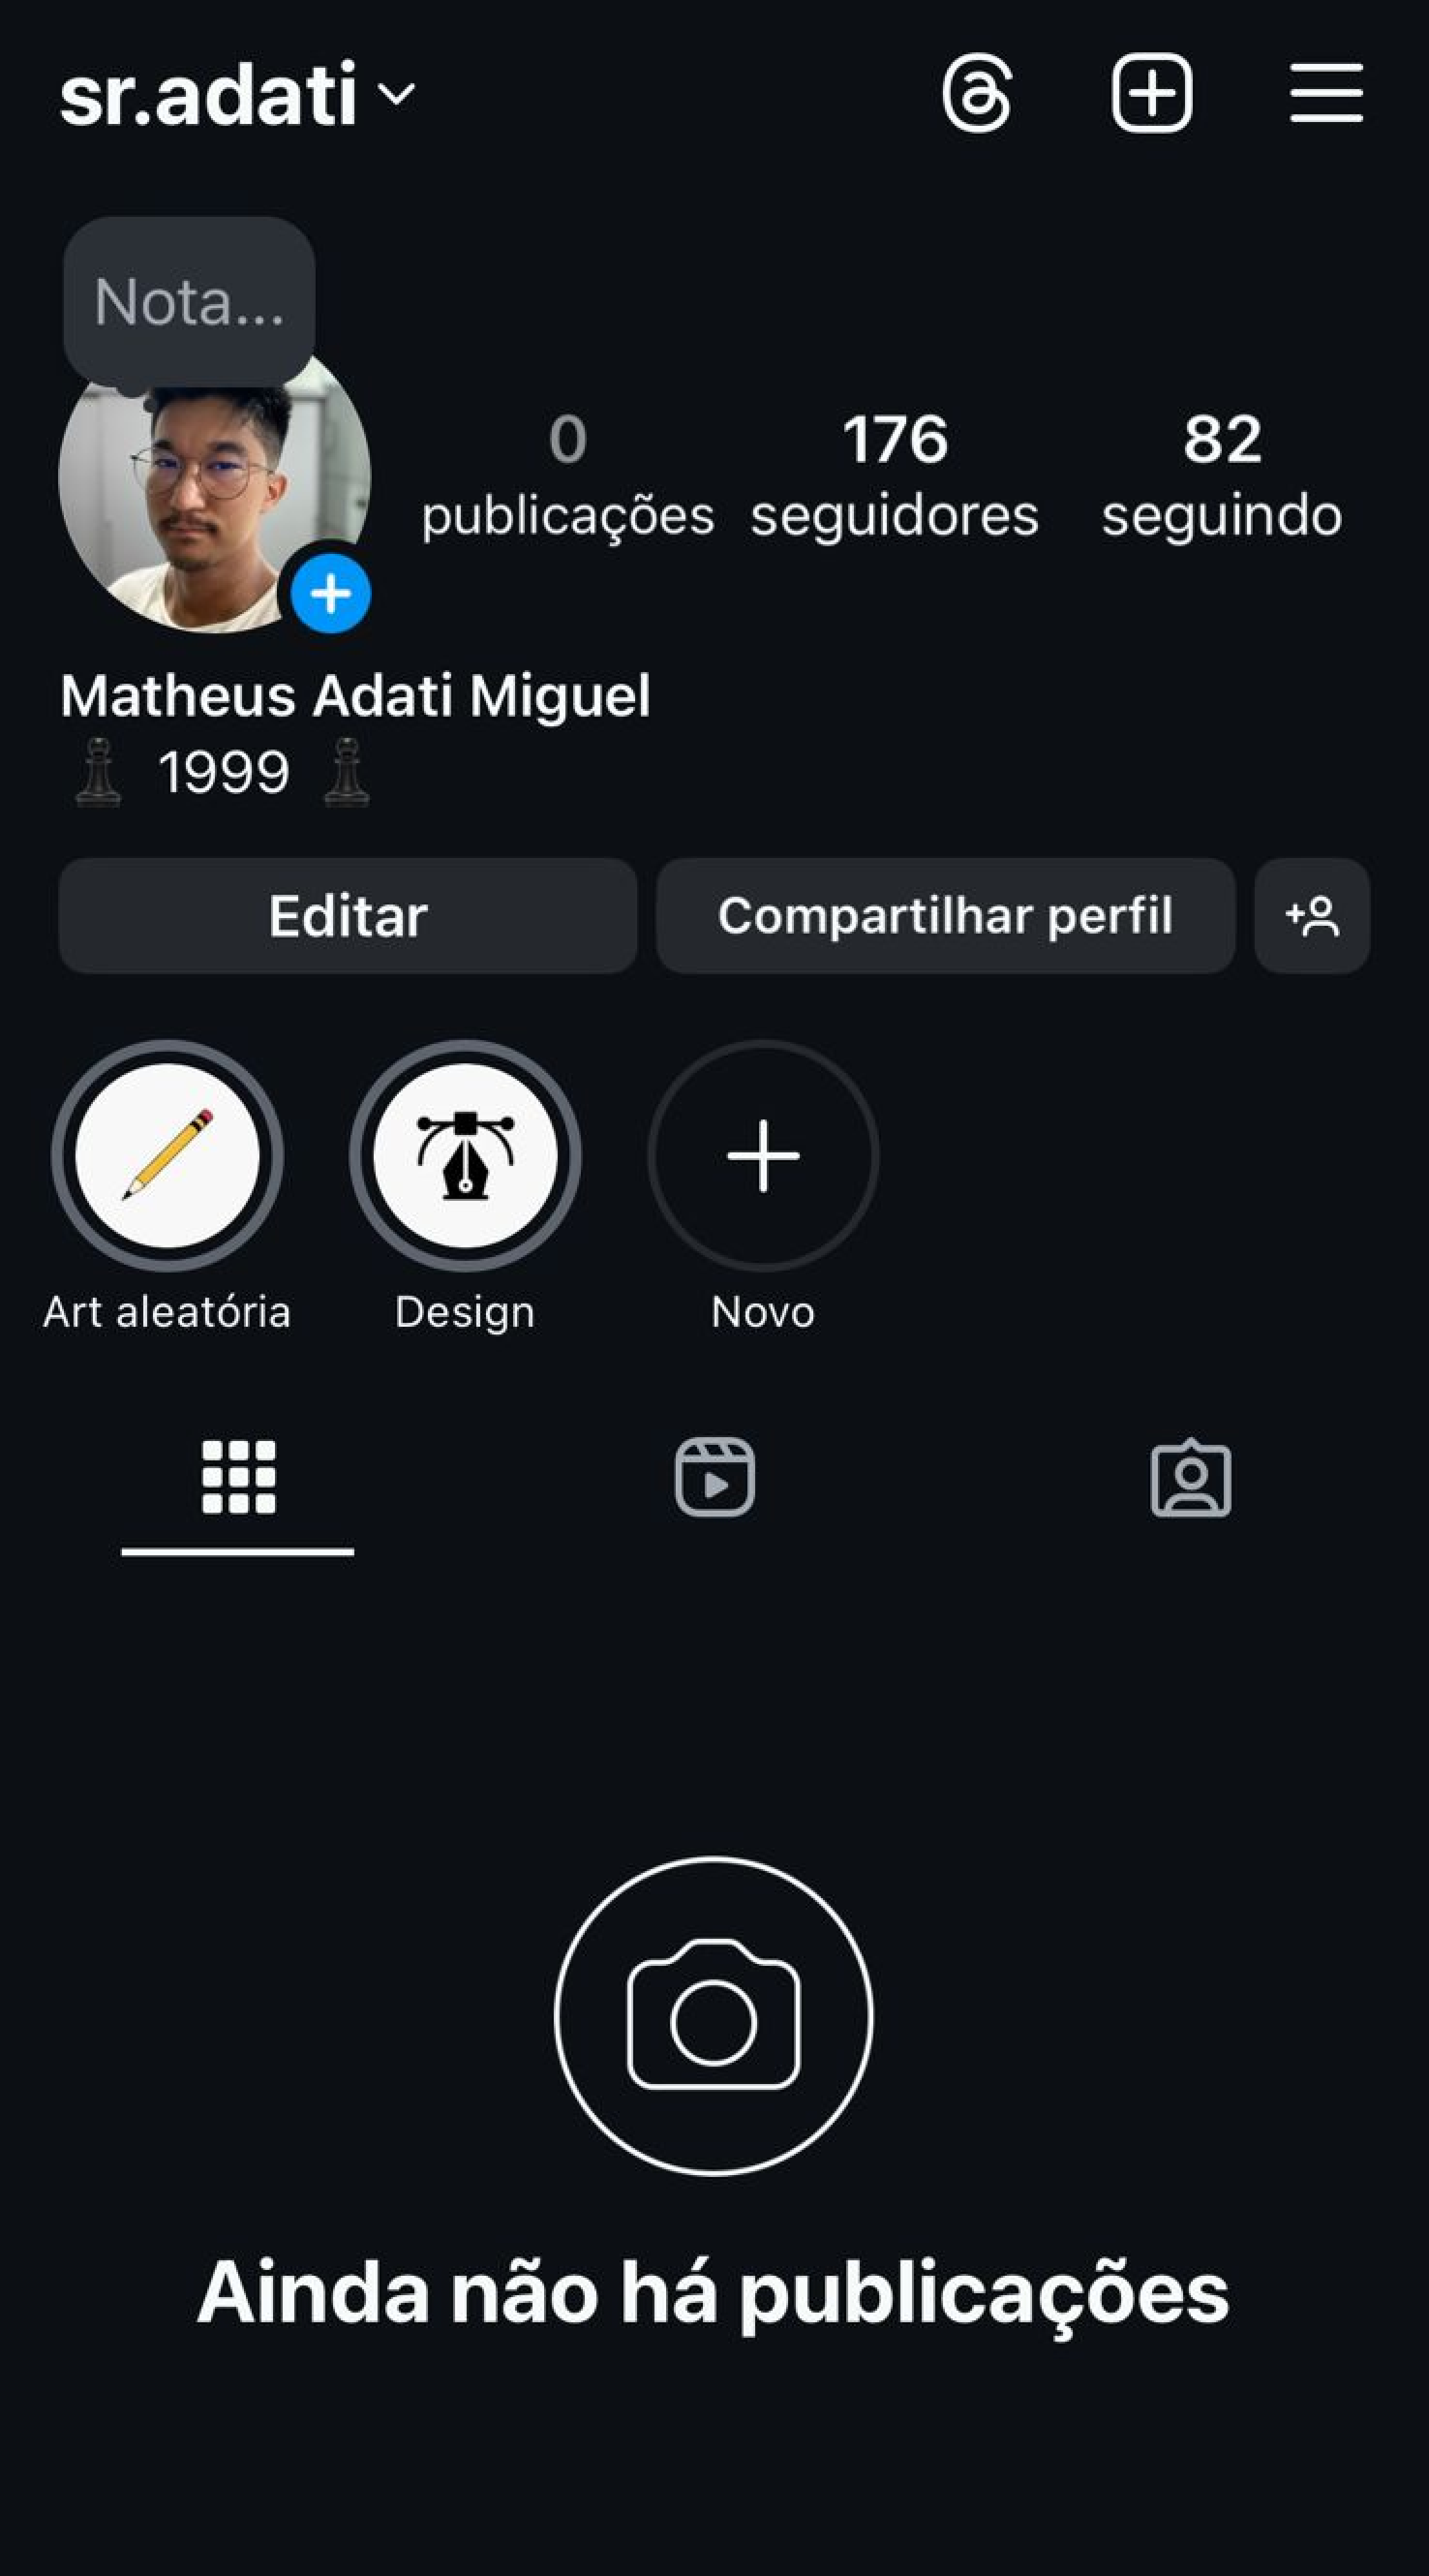 sr.adati
Nota...
0 176 82
publicações seguidores seguindo
Matheus Adati Miguel
♟ 1999 ♟
Editar Compartilhar perfil
Art aleatória Design Novo
Ainda não há publicações